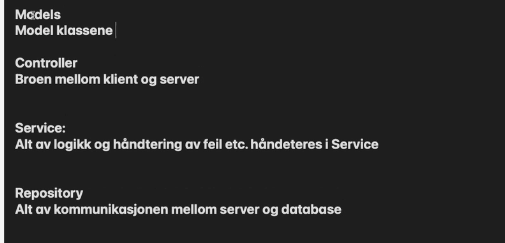 Models
Model klassene
Controller
Broen mellom klient og server
Service:
Alt av logikk og håndtering av feil etc. håndeteres i Service
Repository
Alt av kommunikasjonen mellom server og database